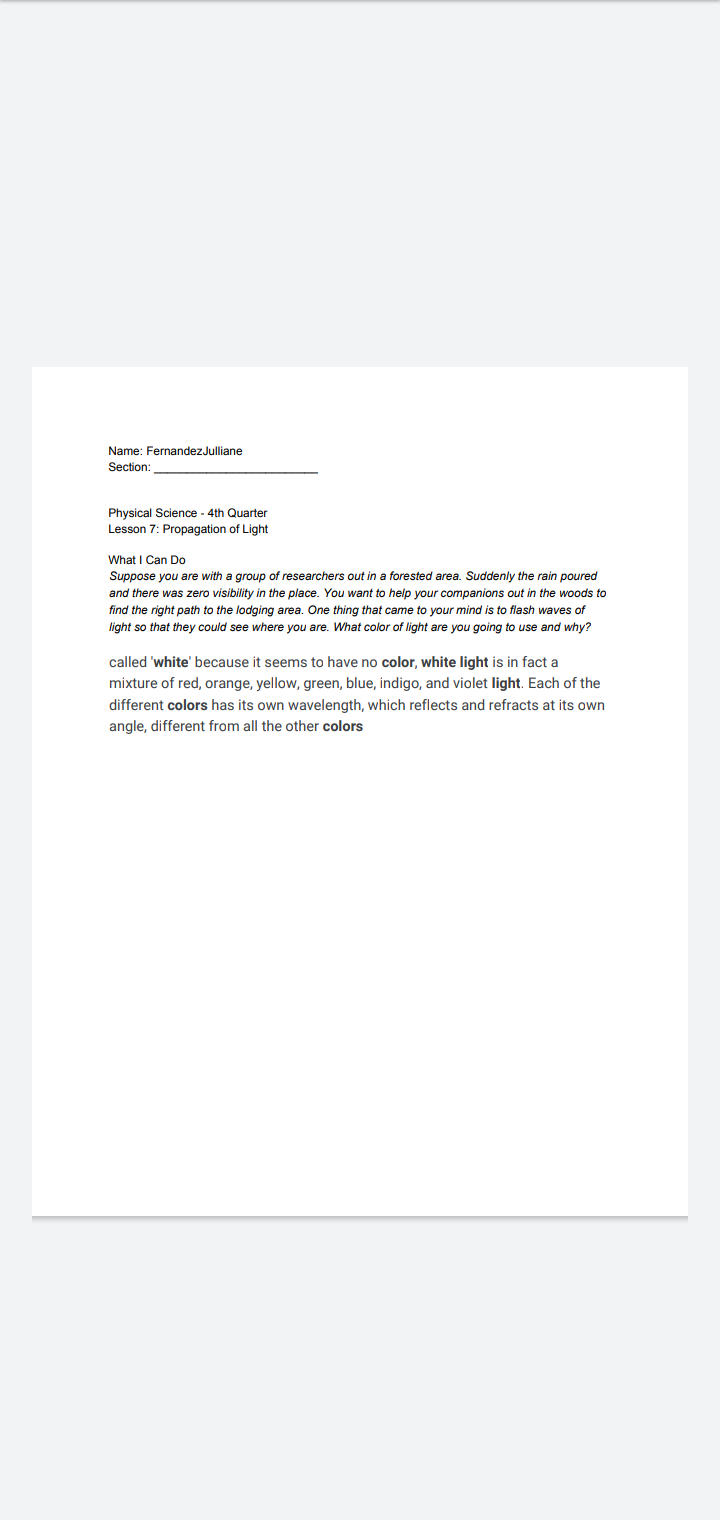 Name: FernandezJulliane
Section: _________________________
Physical Science - 4th Quarter
Lesson 7: Propagation of Light
What I Can Do
Suppose you are with a group of researchers out in a forested area. Suddenly the rain poured
and there was zero visibility in the place. You want to help your companions out in the woods to
find the right path to the lodging area. One thing that came to your mind is to flash waves of
light so that they could see where you are. What color of light are you going to use and why?
called 'white' because it seems to have no color, white light is in fact a
mixture of red, orange, yellow, green, blue, indigo, and violet light. Each of the
different colors has its own wavelength, which reflects and refracts at its own
angle, different from all the other colors